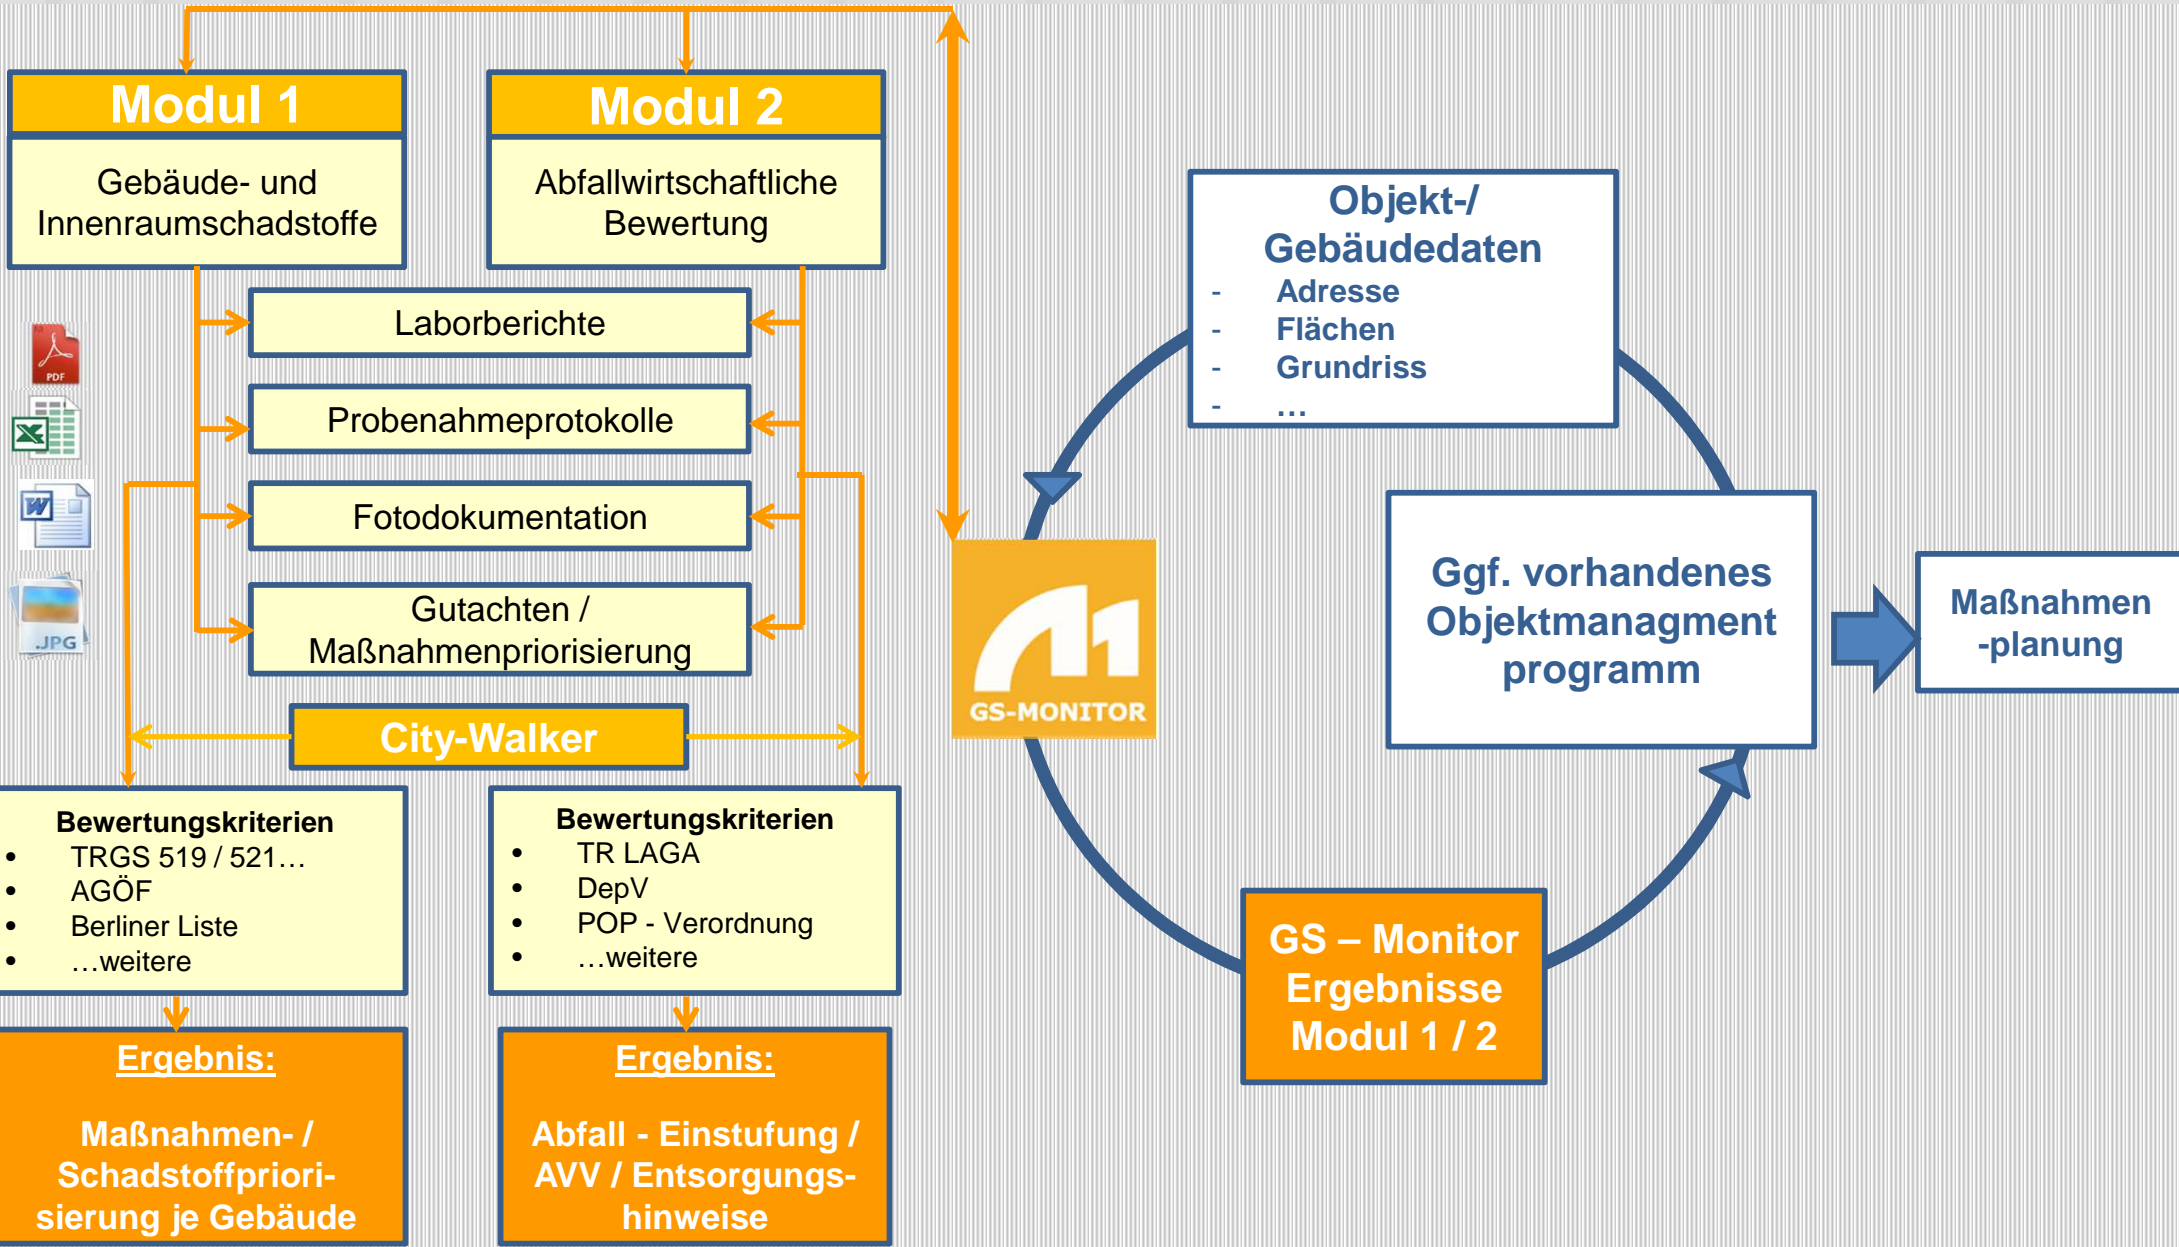 Modul 1
Gebäude- und
Innenraumschadstoffe
Modul 2
Abfallwirtschaftliche
Bewertung
Laborberichte
Probenahmeprotokolle
Fotodokumentation
Gutachten /
Maßnahmenpriorisierung
PDF
.JPG
City-Walker
Bewertungskriterien
• TRGS 519 / 521…
• AGÖF
• Berliner Liste
• …weitere
Bewertungskriterien
• TR LAGA
• DepV
• POP - Verordnung
• …weitere
Ergebnis:
Maßnahmen- /
Schadstoffpriori-
sierung je Gebäude
Ergebnis:
Abfall - Einstufung /
AVV / Entsorgungs-
hinweise
Objekt-/
Gebäudedaten
- Adresse
- Flächen
- Grundriss
- …
GS-MONITOR
Ggf. vorhandenes
Objektmanagment
programm
Maßnahmen
-planung
GS – Monitor
Ergebnisse
Modul 1 / 2